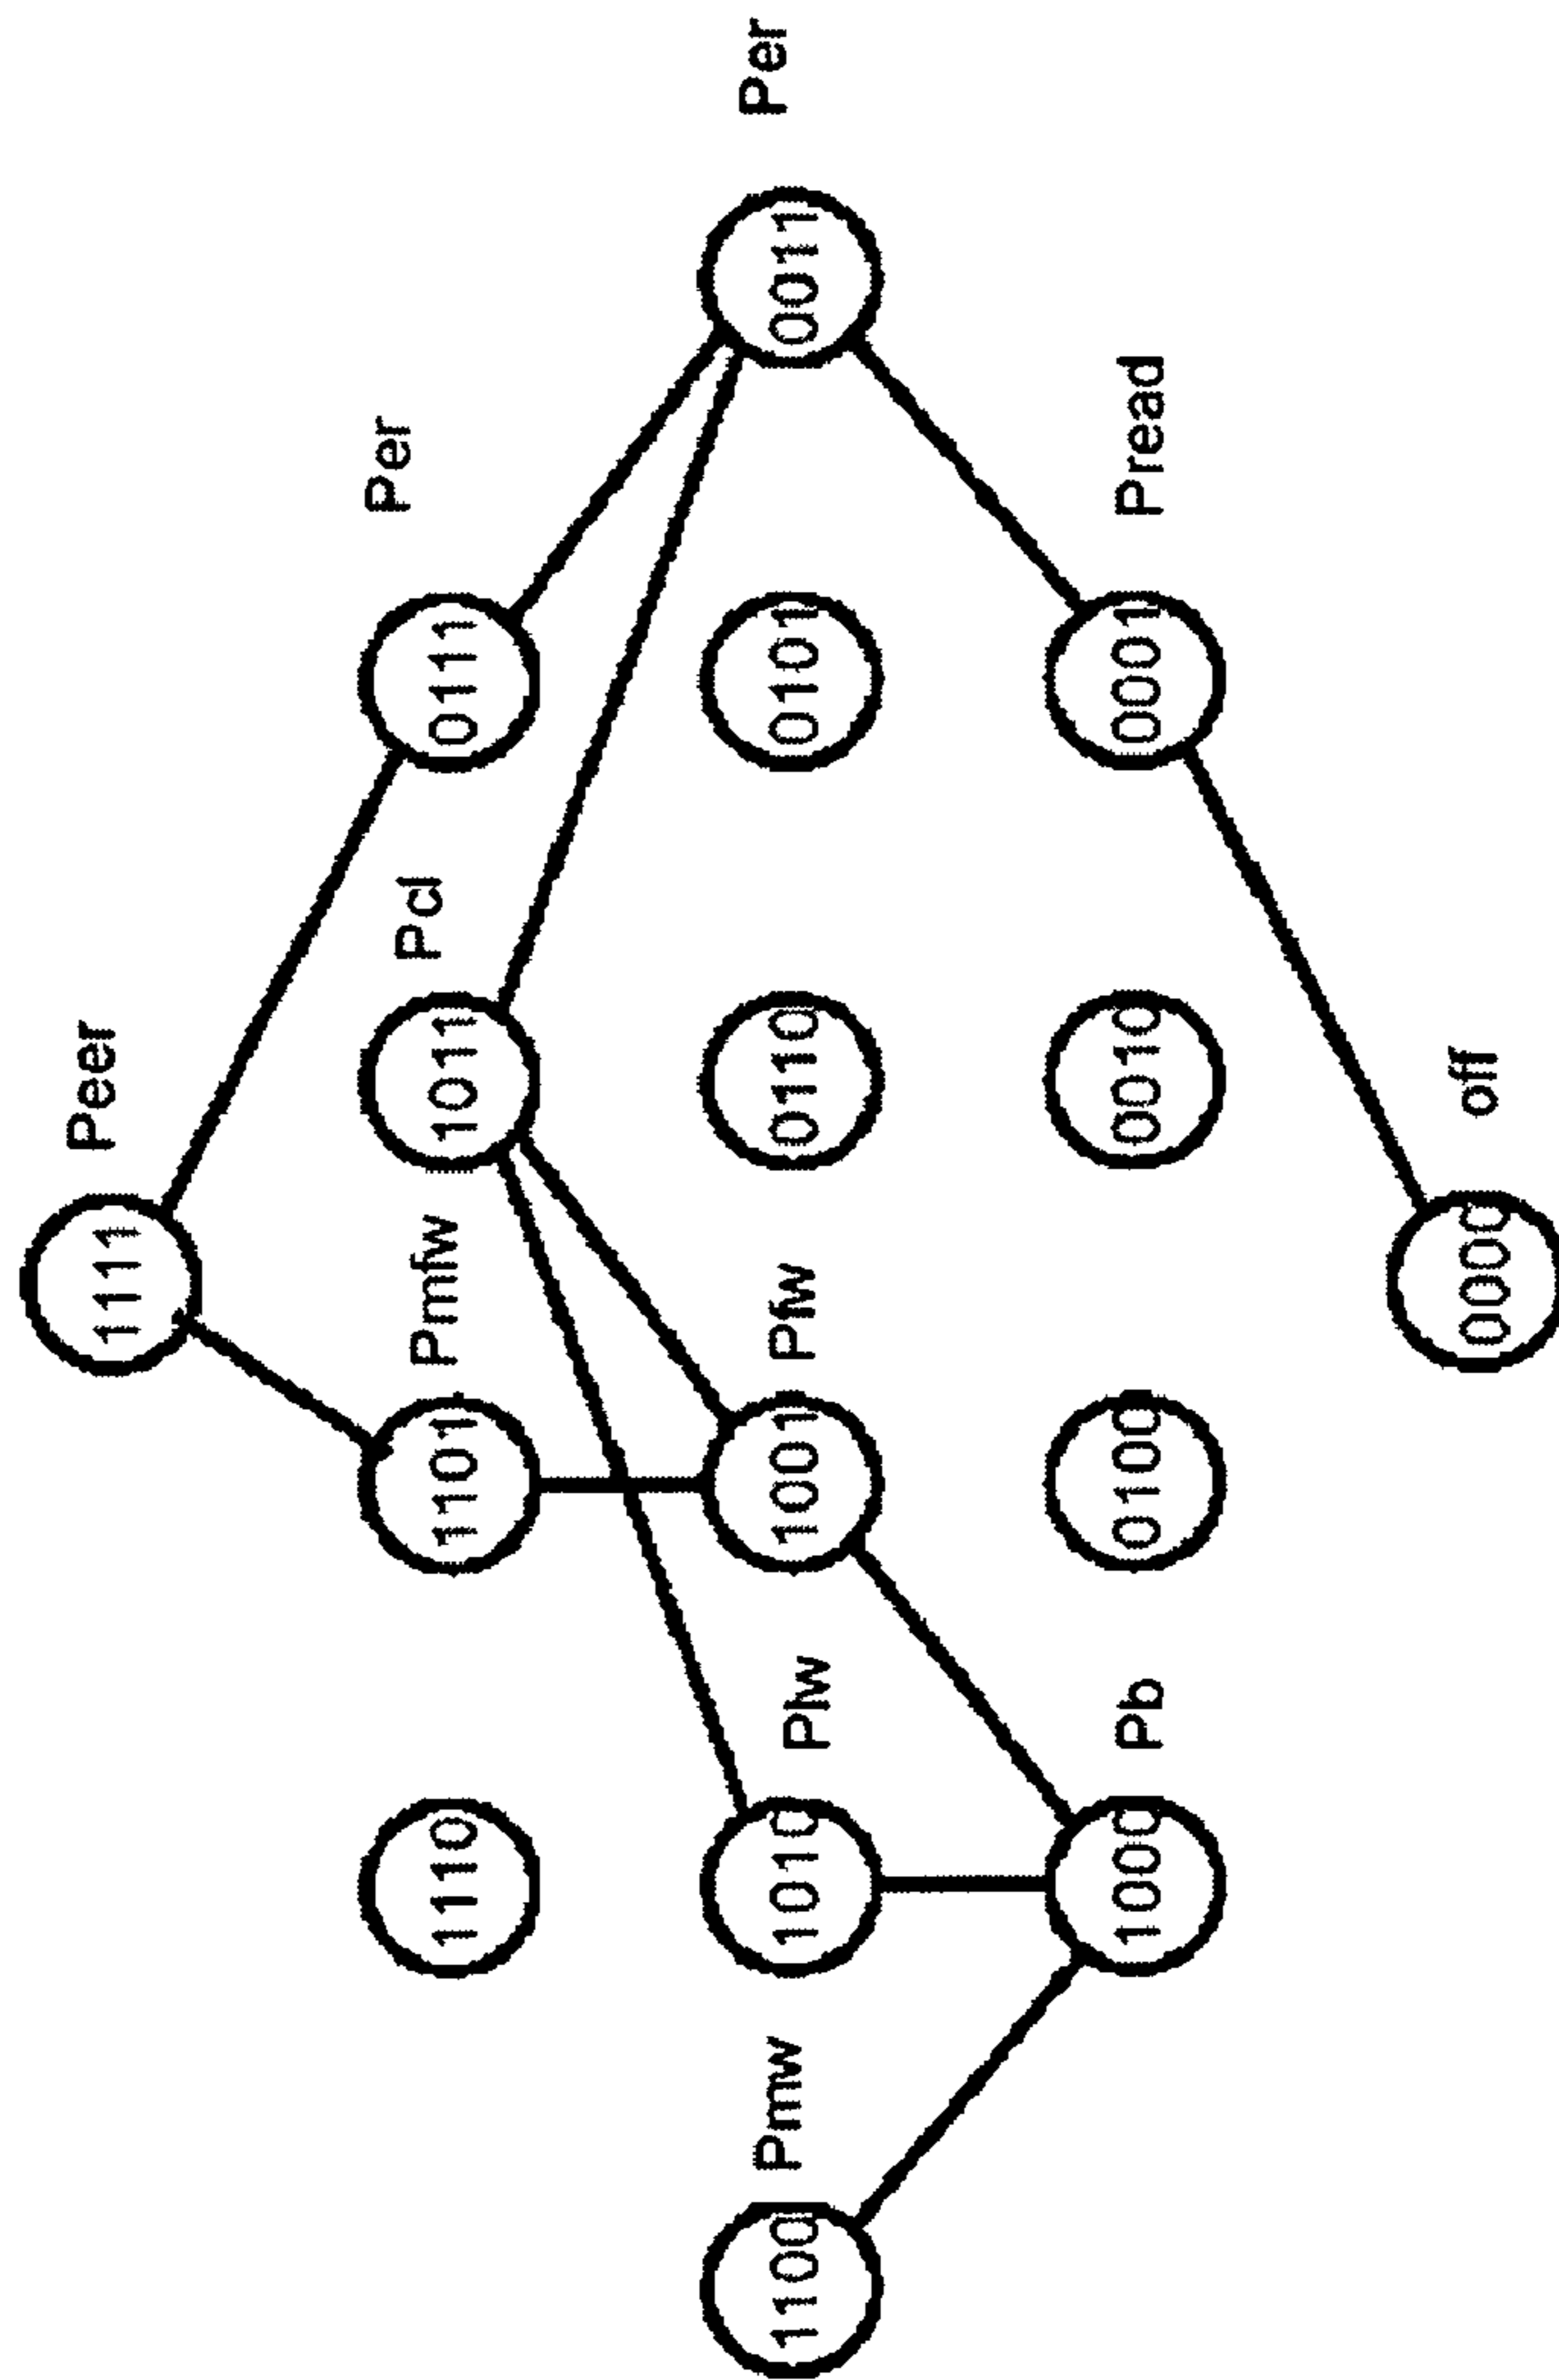 1111 Peer
1110 1101 Pmfw 1011 Pcl 0111 Per
1100 Pmw 1010 Plw 1001 Pfw 0110 0101 0011 Per
1000 Pb 0100 0010 0001 Pread
0000 off